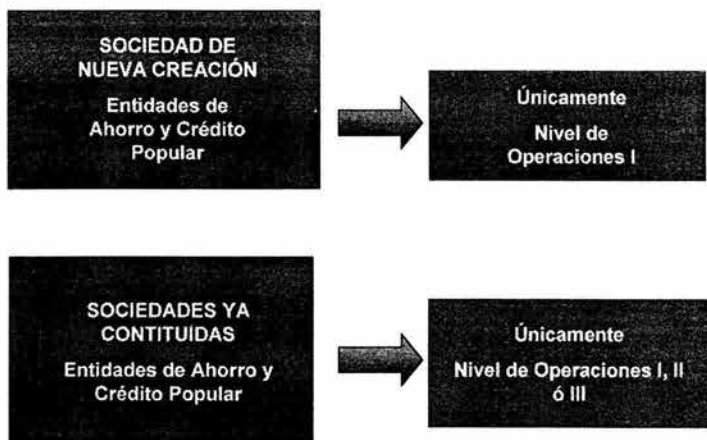 SOCIEDAD DE
NUEVA CREACIÓN
Entidades de
Ahorro y Crédito
Popular
Únicamente
Nivel de
Operaciones I
SOCIEDADES YA
CONTITUIDAS
Entidades de Ahorro y
Crédito Popular
Únicamente
Nivel de Operaciones I, II
ó III